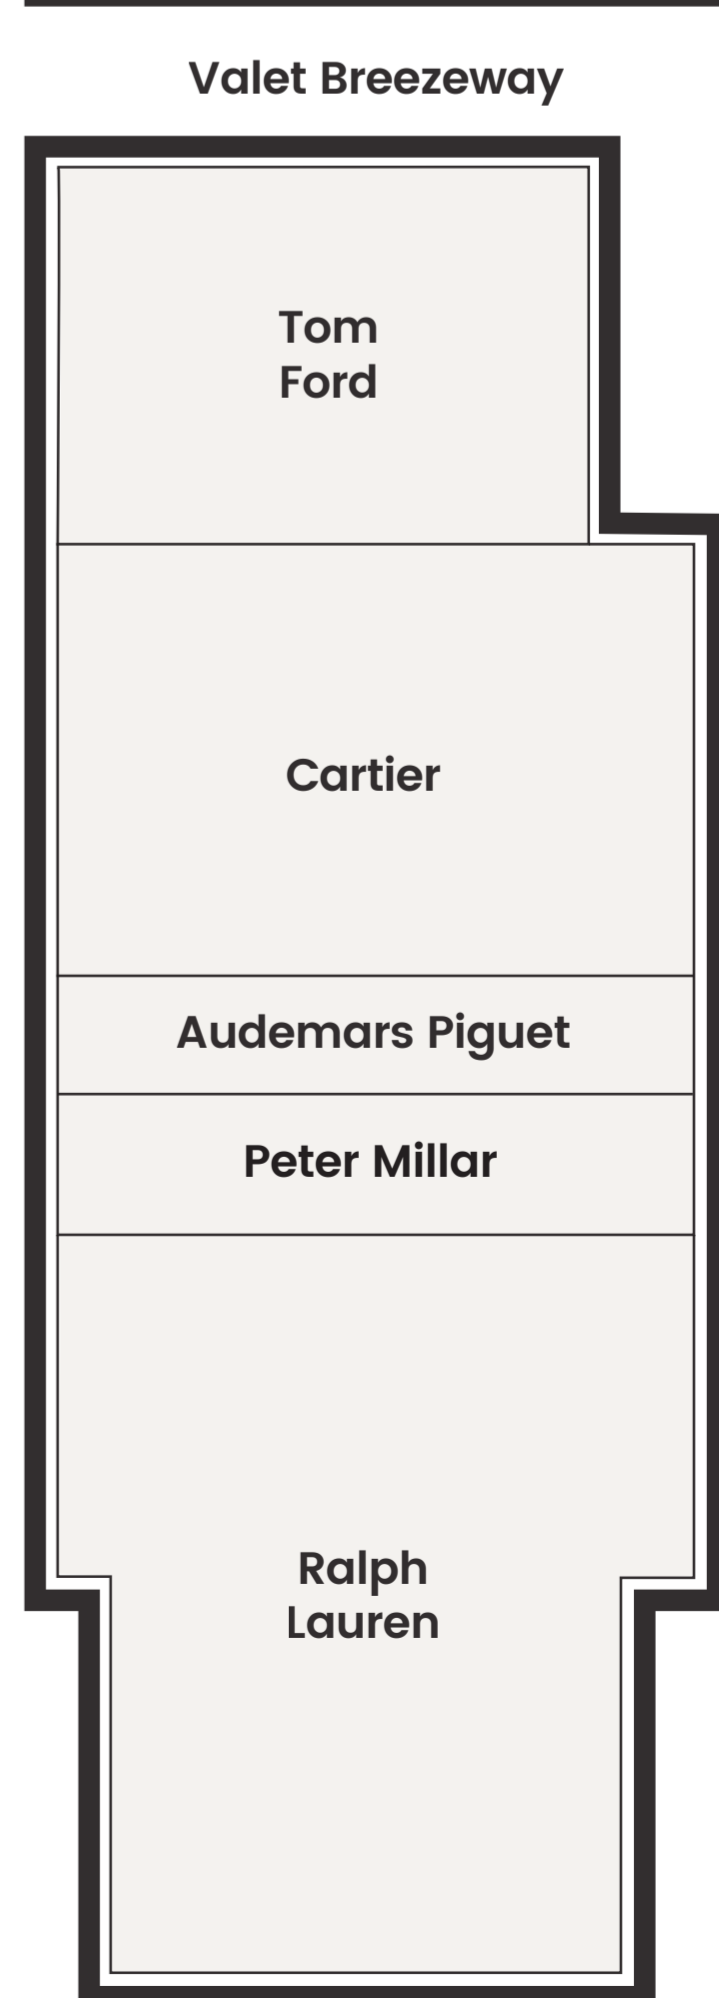 Valet Breezeway
Tom
Ford
Cartier
Audemars Piguet
Peter Millar
Ralph
Lauren